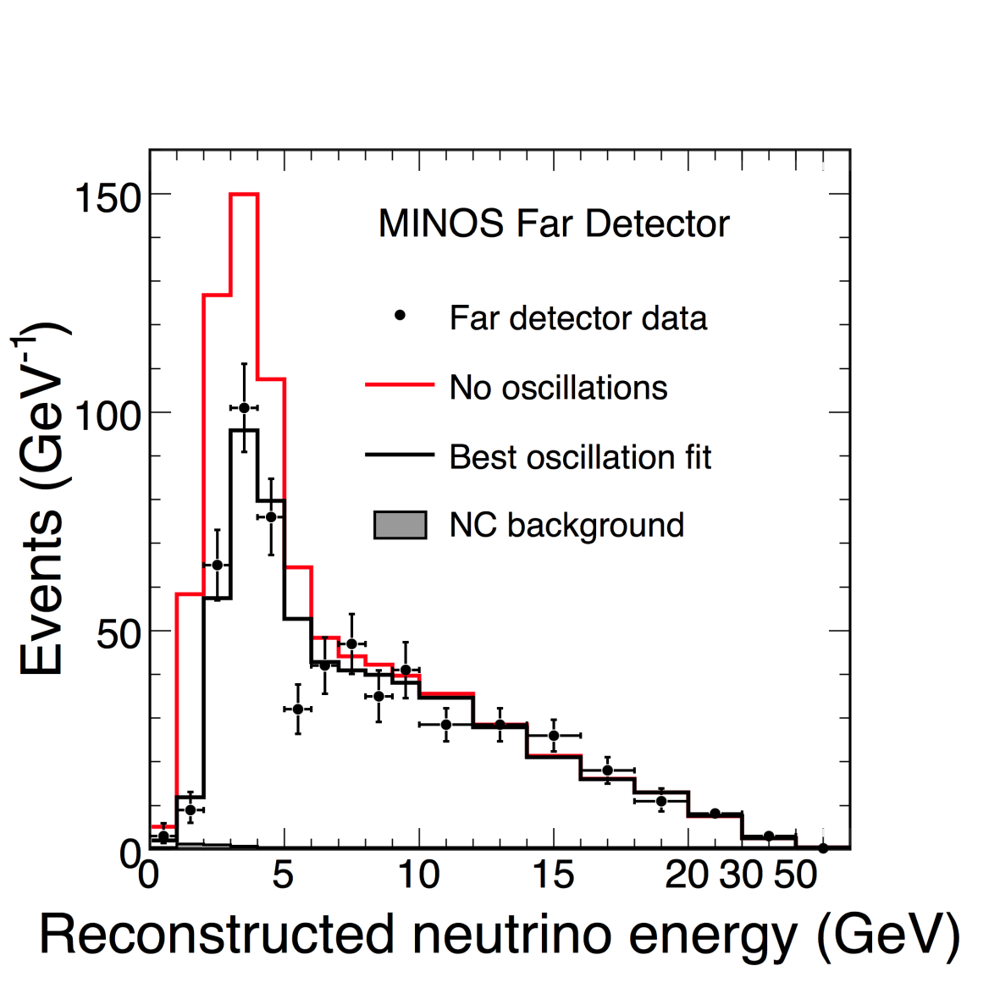 MINOS Far Detector
Far detector data
No oscillations
Best oscillation fit
NC background
150
100
50
0
0 5 10 15 20 30 50
Events (GeV⁻¹)
Reconstructed neutrino energy (GeV)